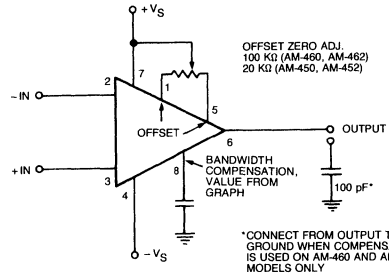 +VS
OFFSET ZERO ADJ.
100 KΩ (AM-460, AM-462)
20 KΩ (AM-450, AM-452)
7
1
2
5
-IN
OFFSET
6
OUTPUT
BANDWIDTH
COMPENSATION,
VALUE FROM
GRAPH
+IN
3
4
8
100 pF*
-VS
*CONNECT FROM OUTPUT
GROUND WHEN
IS USED ON AM-460 AND
MODELS ONLY